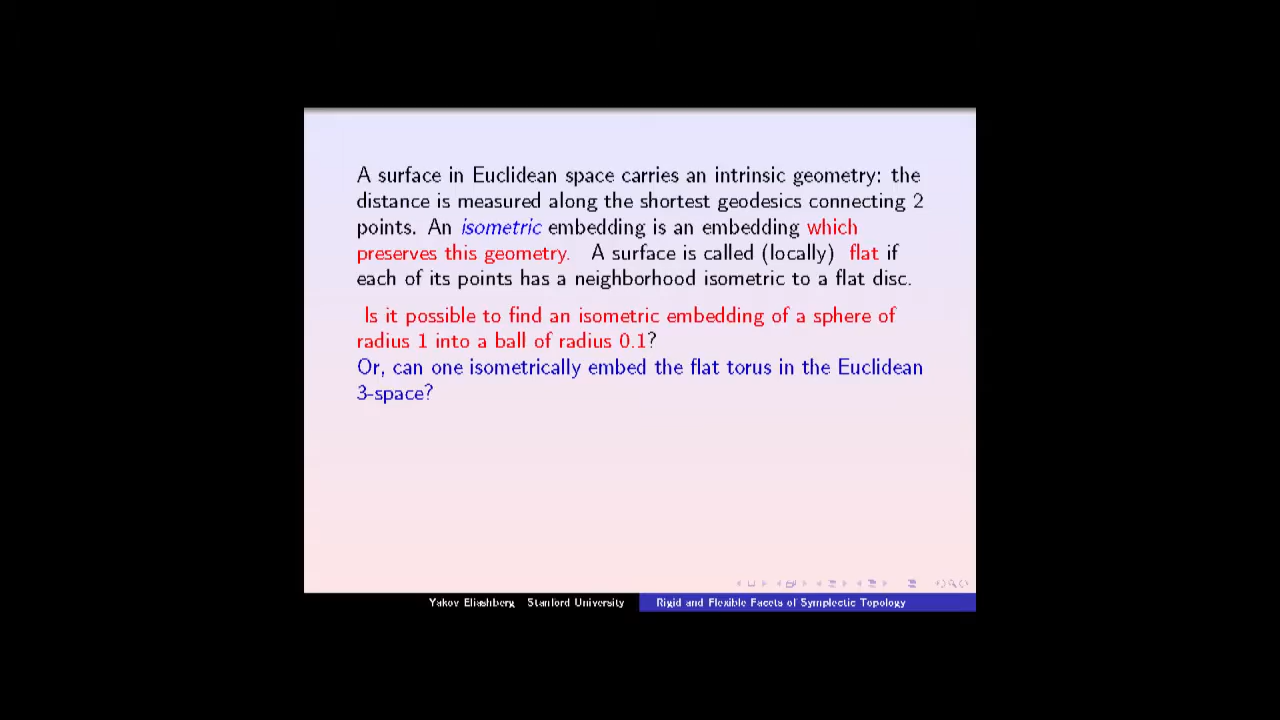 A surface in Euclidean space carries an intrinsic geometry: the
distance is measured along the shortest geodesics connecting 2
points. An isometric embedding is an embedding which
preserves this geometry. A surface is called (locally) flat if
each of its points has a neighborhood isometric to a flat disc.
Is it possible to find an isometric embedding of a sphere of
radius 1 into a ball of radius 0.1?
Or, can one isometrically embed the flat torus in the Euclidean
3-space?
Yakov Eliashberg Stanford University Rigid and Flexible Facets of Symplectic Topology